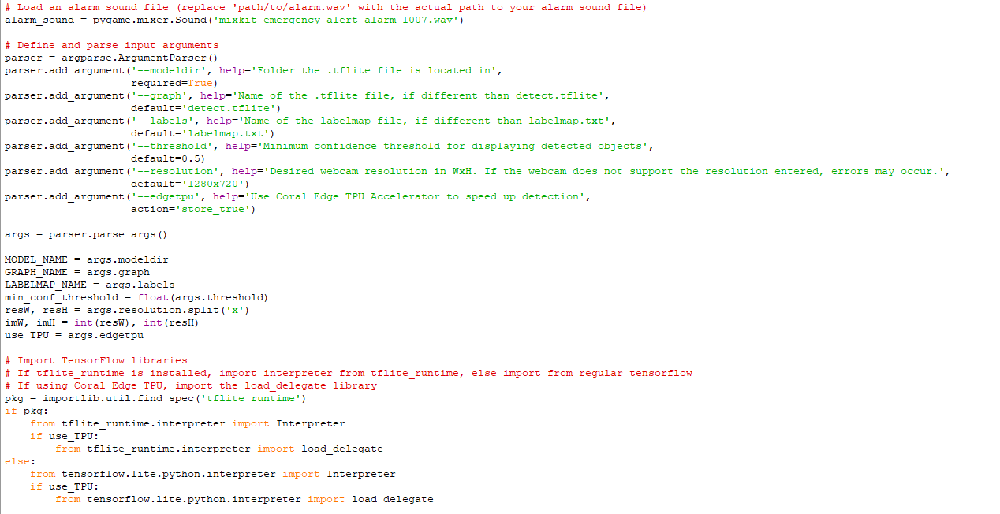 # Load an alarm sound file (replace 'path/to/alarm.wav' with the actual path to your alarm sound file)
alarm_sound = pygame.mixer.Sound('mixkit-emergency-alert-alarm-1007.wav')

# Define and parse input arguments
parser = argparse.ArgumentParser()
parser.add_argument('--modeldir', help='Folder the .tflite file is located in',
                    required=True)
parser.add_argument('--graph', help='Name of the .tflite file, if different than detect.tflite',
                    default='detect.tflite')
parser.add_argument('--labels', help='Name of the labelmap file, if different than labelmap.txt',
                    default='labelmap.txt')
parser.add_argument('--threshold', help='Minimum confidence threshold for displaying detected objects',
                    default=0.5)
parser.add_argument('--resolution', help='Desired webcam resolution in WxH. If the webcam does not support the resolution entered, errors may occur.',
                    default='1280x720')
parser.add_argument('--edgetpu', help='Use Coral Edge TPU Accelerator to speed up detection',
                    action='store_true')

args = parser.parse_args()

MODEL_NAME = args.modeldir
GRAPH_NAME = args.graph
LABELMAP_NAME = args.labels
min_conf_threshold = float(args.threshold)
resW, resH = args.resolution.split('x')
imW, imH = int(resW), int(resH)
use_TPU = args.edgetpu

# Import TensorFlow libraries
# If tflite_runtime is installed, import interpreter from tflite_runtime, else import from regular tensorflow
# If using Coral Edge TPU, import the load_delegate library
pkg = importlib.util.find_spec('tflite_runtime')
if pkg:
    from tflite_runtime.interpreter import Interpreter
    if use_TPU:
        from tflite_runtime.interpreter import load_delegate
else:
    from tensorflow.lite.python.interpreter import Interpreter
    if use_TPU:
        from tensorflow.lite.python.interpreter import load_delegate